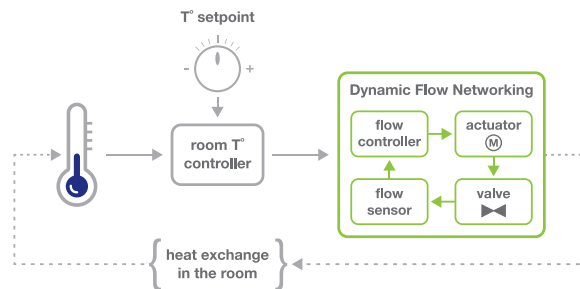 T° setpoint
- +
Dynamic Flow Networking
room T°
controller
flow
controller
actuator
M
flow
sensor
valve
heat exchange
in the room